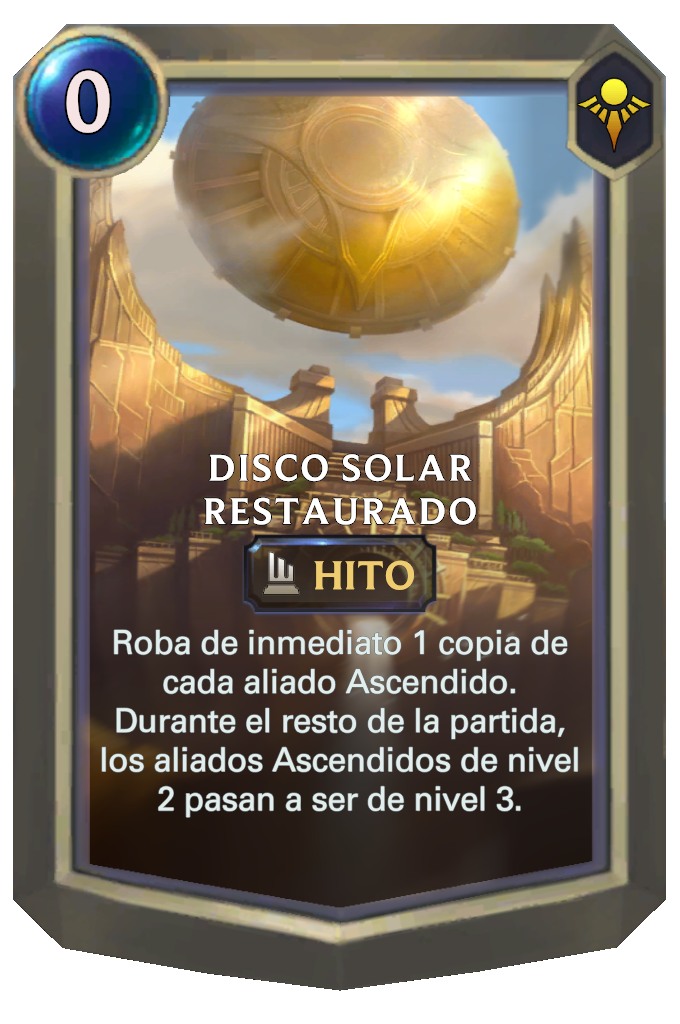 0
DISCO SOLAR
RESTAURADO
HITO
Roba de inmediato 1 copia de
cada aliado Ascendido.
Durante el resto de la partida,
los aliados Ascendidos de nivel
2 pasan a ser de nivel 3.